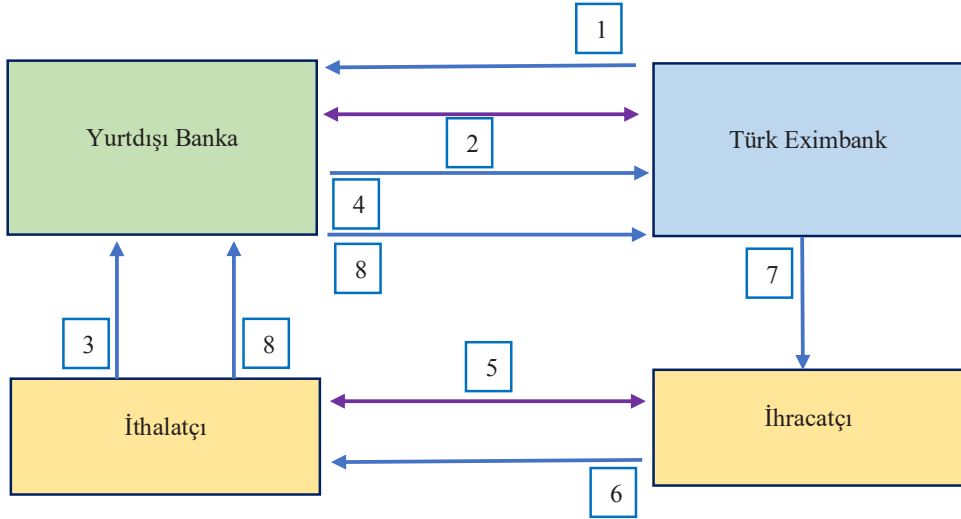 1
Yurtdışı Banka
Türk Eximbank
2
4
8
7
3
8
5
İthalatçı
İhracatçı
6